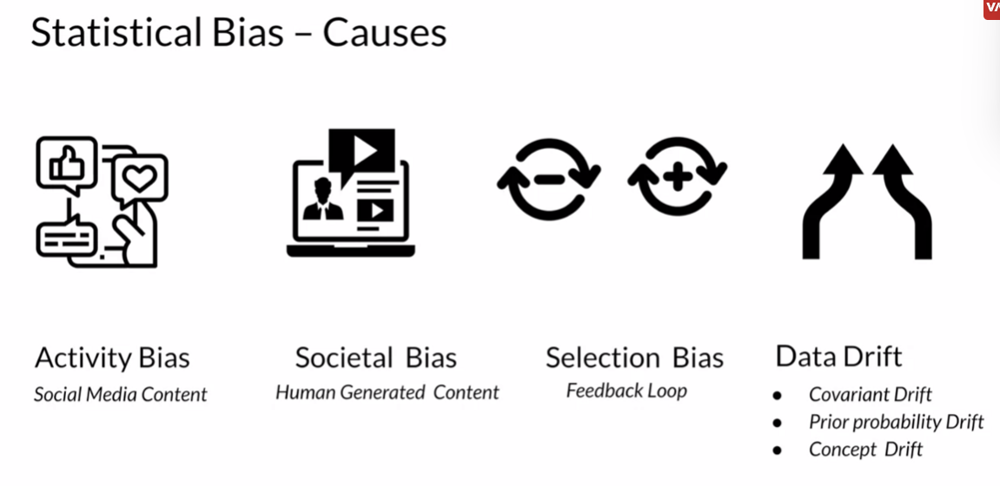 Statistical Bias – Causes
Activity Bias
Social Media Content
Societal Bias
Human Generated Content
Selection Bias
Feedback Loop
Data Drift
● Covariant Drift
● Prior probability Drift
● Concept Drift